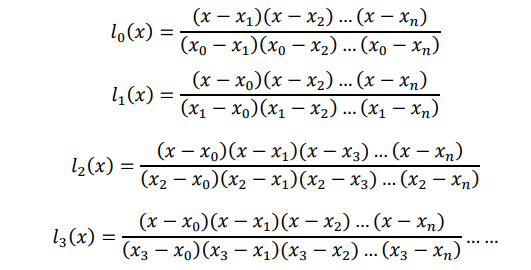 l₀(x) = (x − x₁)(x − x₂) … (x − xₙ) / (x₀ − x₁)(x₀ − x₂) … (x₀ − xₙ)
l₁(x) = (x − x₀)(x − x₂) … (x − xₙ) / (x₁ − x₀)(x₁ − x₂) … (x₁ − xₙ)
l₂(x) = (x − x₀)(x − x₁)(x − x₃) … (x − xₙ) / (x₂ − x₀)(x₂ − x₁)(x₂ − x₃) … (x₂ − xₙ)
l₃(x) = (x − x₀)(x − x₁)(x − x₂) … (x − xₙ) / (x₃ − x₀)(x₃ − x₁)(x₃ − x₂) … (x₃ − xₙ) … …